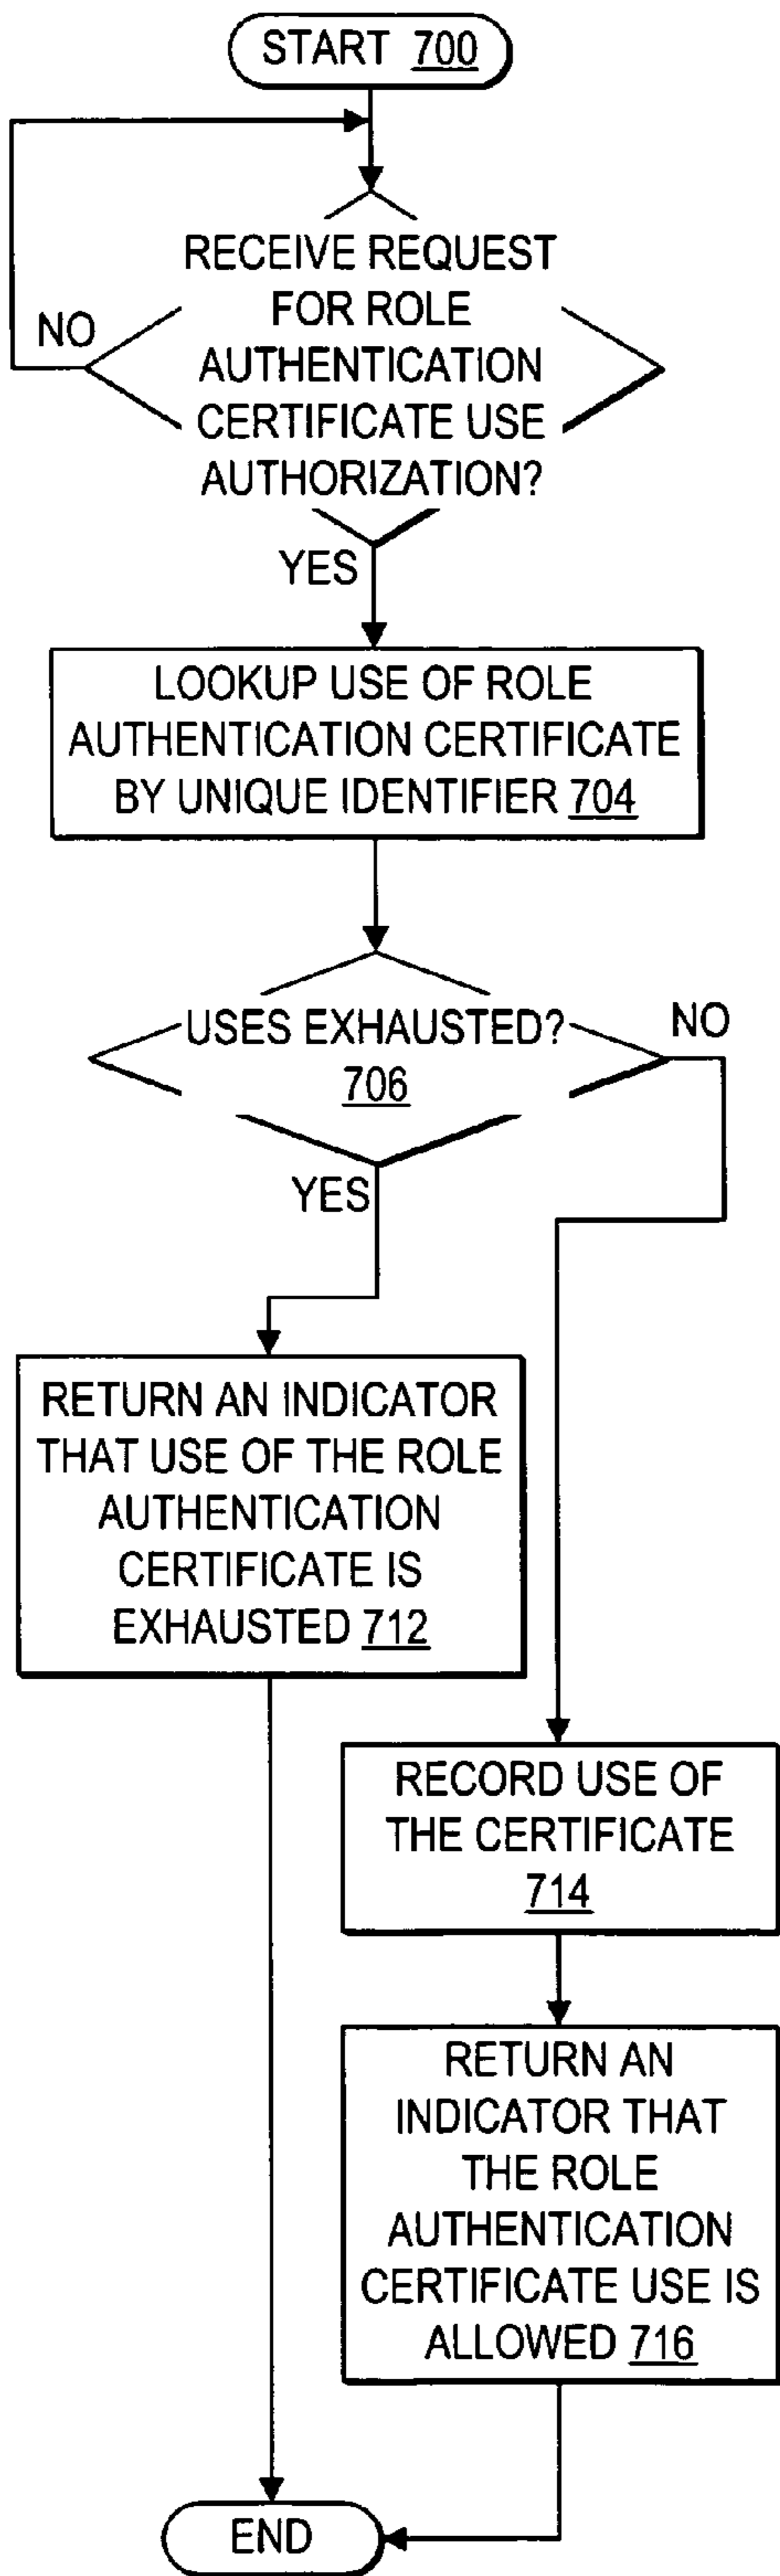 START 700
RECEIVE REQUEST
FOR ROLE
AUTHENTICATION
CERTIFICATE USE
AUTHORIZATION?
NO
YES
LOOKUP USE OF ROLE
AUTHENTICATION CERTIFICATE
BY UNIQUE IDENTIFIER 704
USES EXHAUSTED?
706
NO
YES
RETURN AN INDICATOR
THAT USE OF THE ROLE
AUTHENTICATION
CERTIFICATE IS
EXHAUSTED 712
RECORD USE OF
THE CERTIFICATE
714
RETURN AN
INDICATOR THAT
THE ROLE
AUTHENTICATION
CERTIFICATE USE IS
ALLOWED 716
END